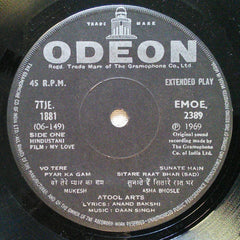 TRADE MARK
ODEON
Regd. Trade Mark of The Gramophone Co., Ltd.
45 R.P.M. EXTENDED PLAY
7TJE. 1881
(06-149)
SIDE ONE
HINDUSTANI
FILM : MY LOVE
EMOE. 2389
℗ 1969
Original sound
recording made by
The Gramophone
Co. of India Ltd.
VO TERE
PYAR KA GAM
वो तेरे प्यार का ग़म
MUKESH
SUNATE HAIN
SITARE RAAT BHAR (SAD)
सुनाते हैं सितारे रात भर
ASHA BHOSLE
ATOOL ARTS
LYRICS : ANAND BAKSHI
MUSIC : DAAN SINGH